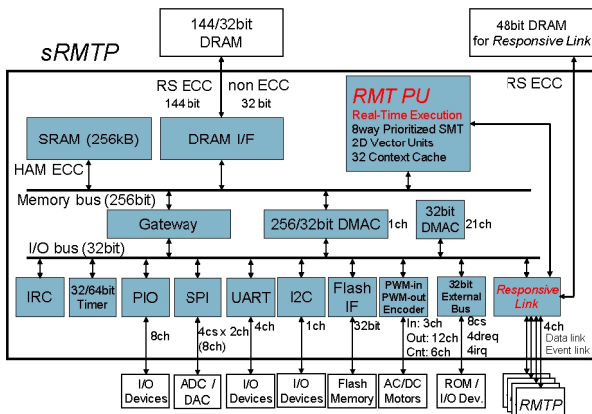 144/32bit
DRAM
48bit DRAM
for Responsive Link
sRMTP
RS ECC
144bit
non ECC
32 bit
RS ECC
SRAM (256kB)
DRAM I/F
RMT PU
Real-Time Execution
8way Prioritized SMT
2D Vector Units
32 Context Cache
HAM ECC
Memory bus (256bit)
Gateway
256/32bit DMAC
1ch
32bit
DMAC
21ch
I/O bus (32bit)
IRC
32/64bit
Timer
PIO
SPI
UART
I2C
Flash
IF
PWM-in
PWM-out
Encoder
32bit
External
Bus
Responsive
Link
8ch
4cs x 2ch
(8ch)
4ch
1ch
32bit
In: 3ch
Out: 12ch
Cnt: 6ch
8cs
4dreq
4irq
4ch
Data link
Event link
I/O
Devices
ADC /
DAC
I/O
Devices
I/O
Devices
Flash
Memory
AC/DC
Motors
ROM /
I/O Dev.
RMTP